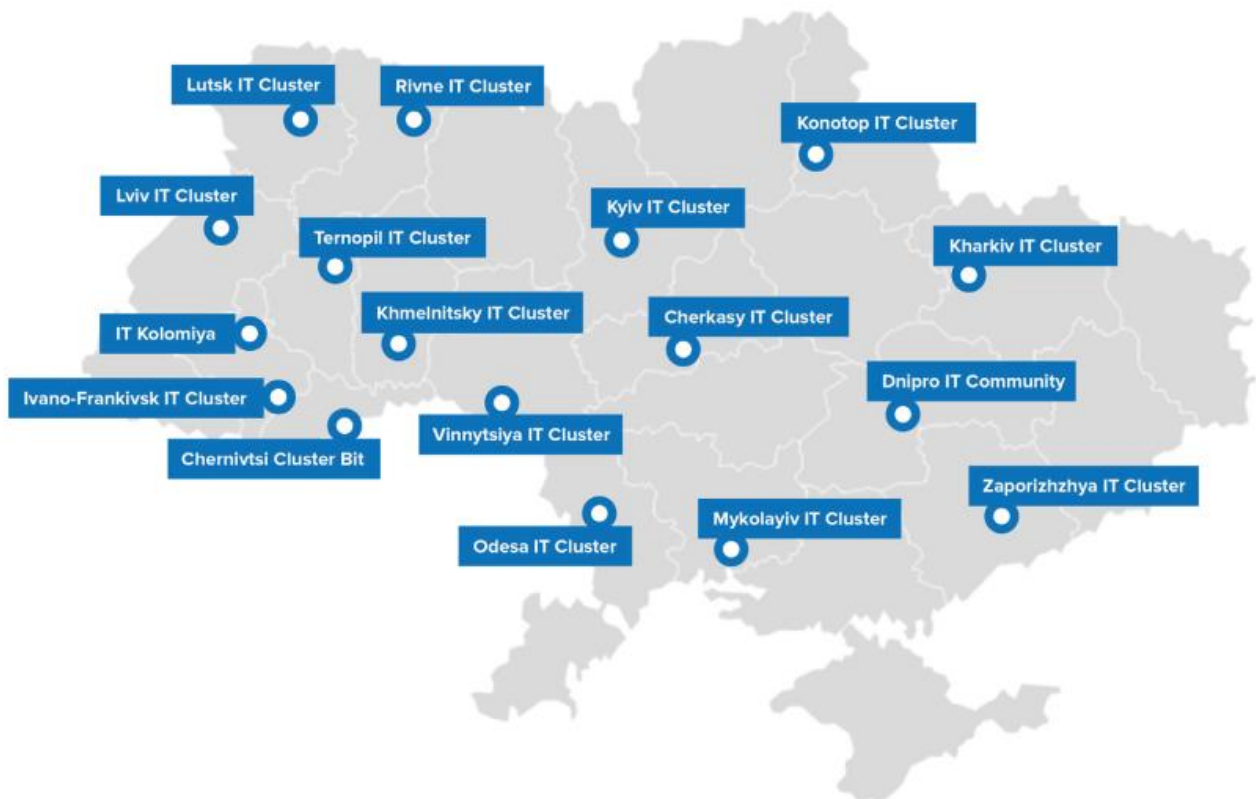 Lutsk IT Cluster
Rivne IT Cluster
Konotop IT Cluster
Lviv IT Cluster
Kyiv IT Cluster
Ternopil IT Cluster
Kharkiv IT Cluster
Khmelnitsky IT Cluster
Cherkasy IT Cluster
IT Kolomiya
Dnipro IT Community
Ivano-Frankivsk IT Cluster
Vinnytsiya IT Cluster
Chernivtsi Cluster Bit
Zaporizhzhya IT Cluster
Mykolayiv IT Cluster
Odesa IT Cluster